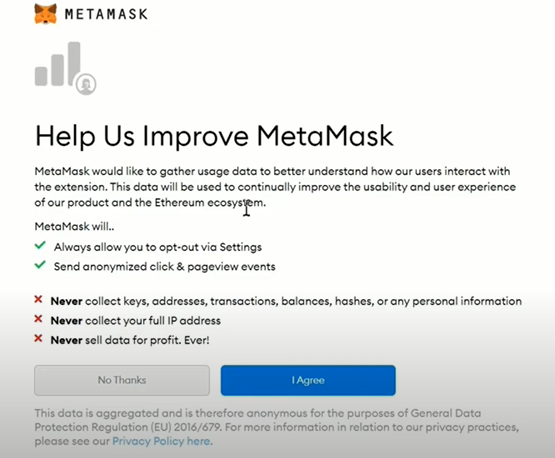 METAMASK
Help Us Improve MetaMask
MetaMask would like to gather usage data to better understand how our users interact with
the extension. This data will be used to continually improve the usability and user experience
of our product and the Ethereum ecosystem.
MetaMask will..
Always allow you to opt-out via Settings
Send anonymized click & pageview events
Never collect keys, addresses, transactions, balances, hashes, or any personal information
Never collect your full IP address
Never sell data for profit. Ever!
No Thanks
I Agree
This data is aggregated and is therefore anonymous for the purposes of General Data
Protection Regulation (EU) 2016/679. For more information in relation to our privacy practices,
please see our Privacy Policy here.